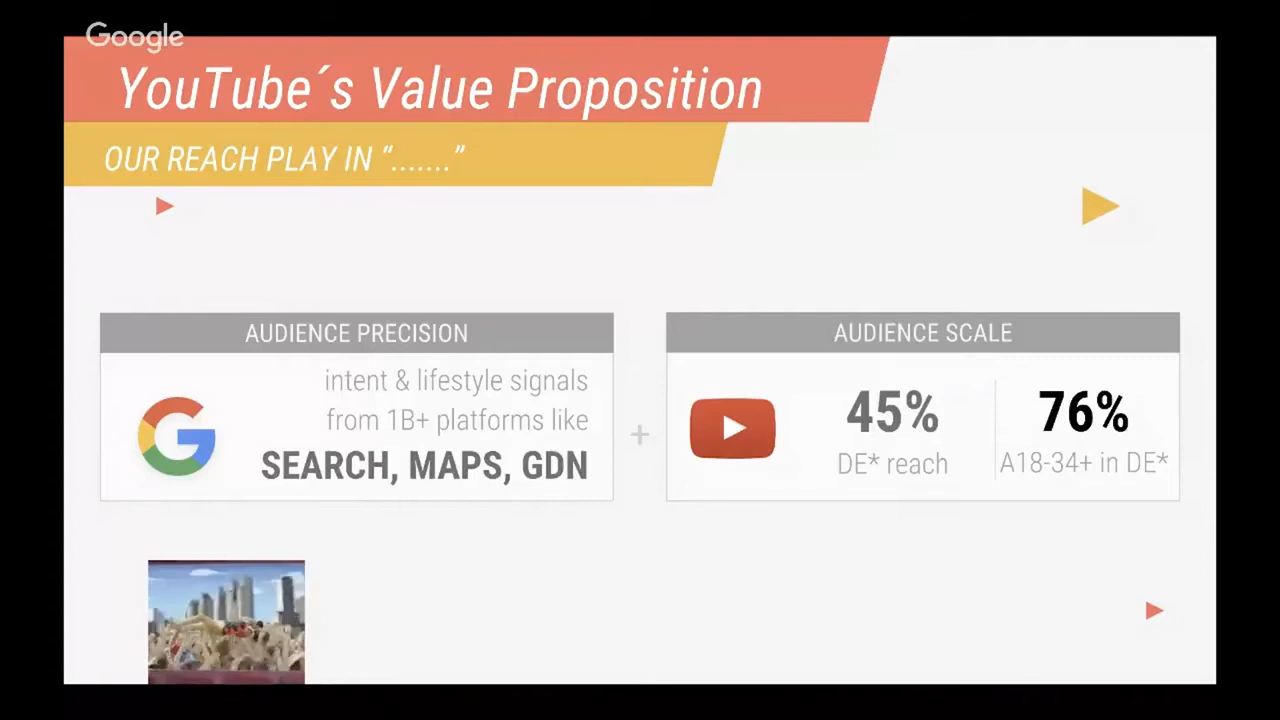 Google
YouTube´s Value Proposition
OUR REACH PLAY IN “.......”
AUDIENCE PRECISION
intent & lifestyle signals
from 1B+ platforms like
SEARCH, MAPS, GDN
+
AUDIENCE SCALE
45%
DE* reach
76%
A18-34+ in DE*